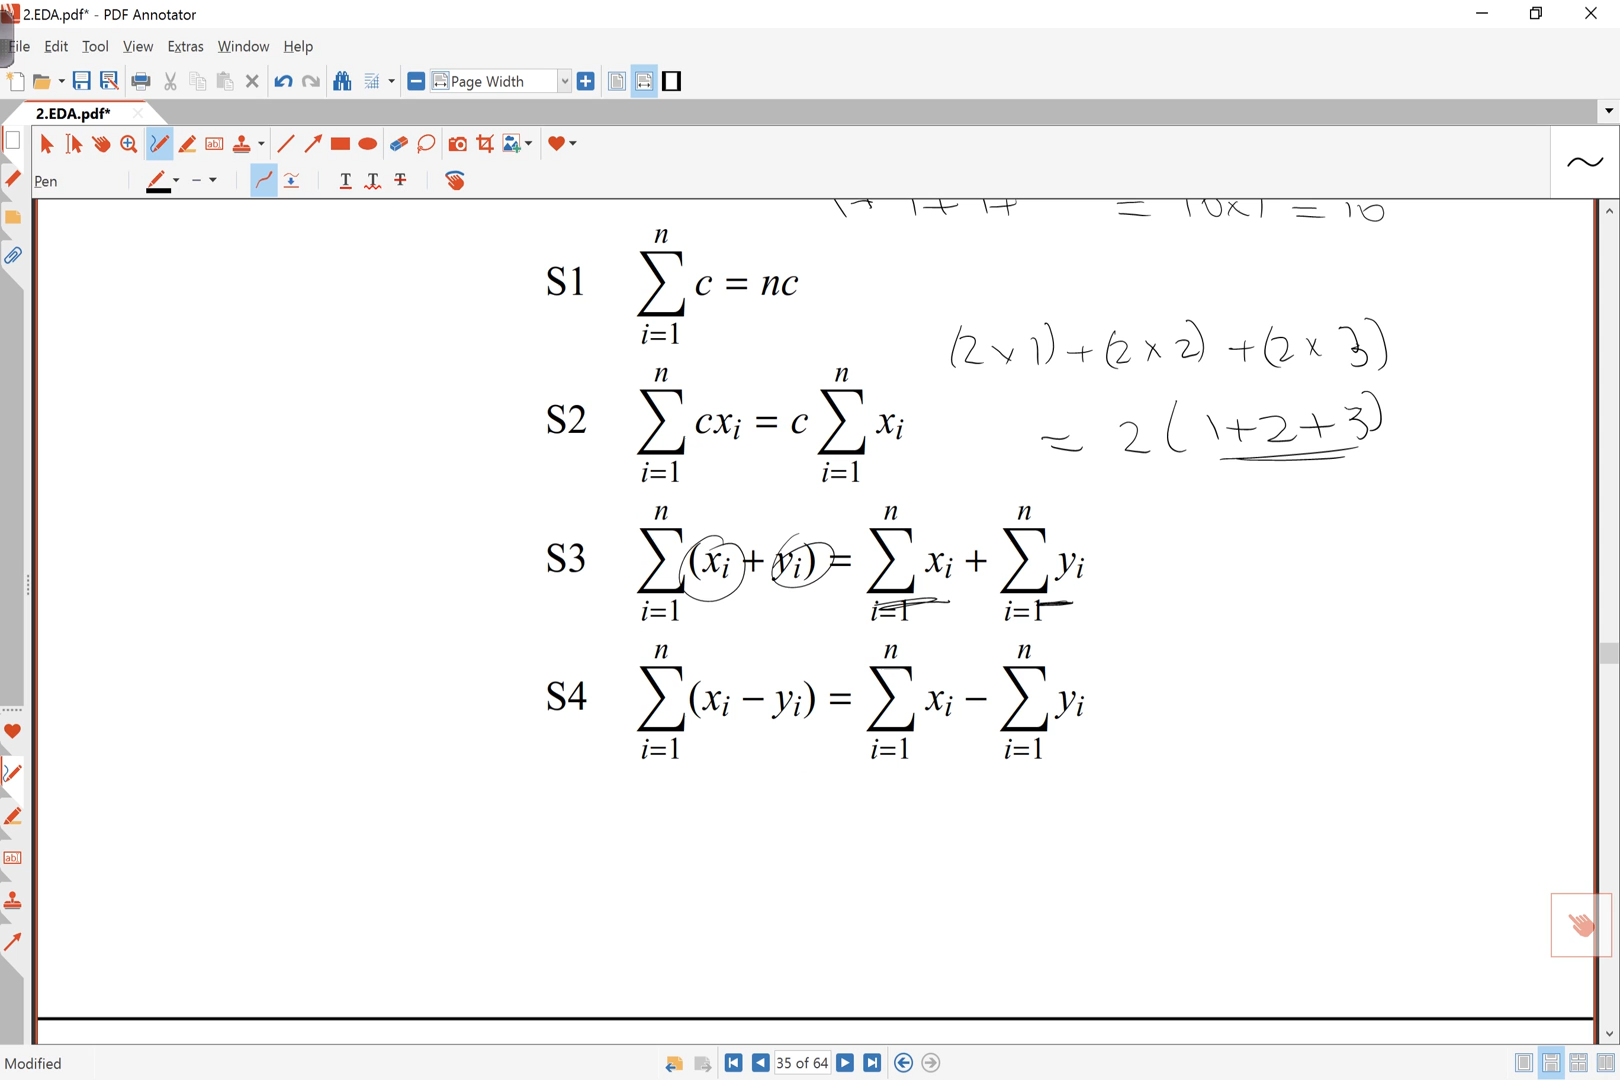 2.EDA.pdf* - PDF Annotator
File Edit Tool View Extras Window Help
Page Width
2.EDA.pdf*
Pen
= 10x1 = 10
S1 ∑_{i=1}^{n} c = nc
(2 x 1) + (2 x 2) + (2 x 3)
S2 ∑_{i=1}^{n} cx_i = c ∑_{i=1}^{n} x_i
= 2 ( 1+2+3 )
S3 ∑_{i=1}^{n} (x_i + y_i) = ∑_{i=1}^{n} x_i + ∑_{i=1}^{n} y_i
S4 ∑_{i=1}^{n} (x_i − y_i) = ∑_{i=1}^{n} x_i − ∑_{i=1}^{n} y_i
Modified
35 of 64